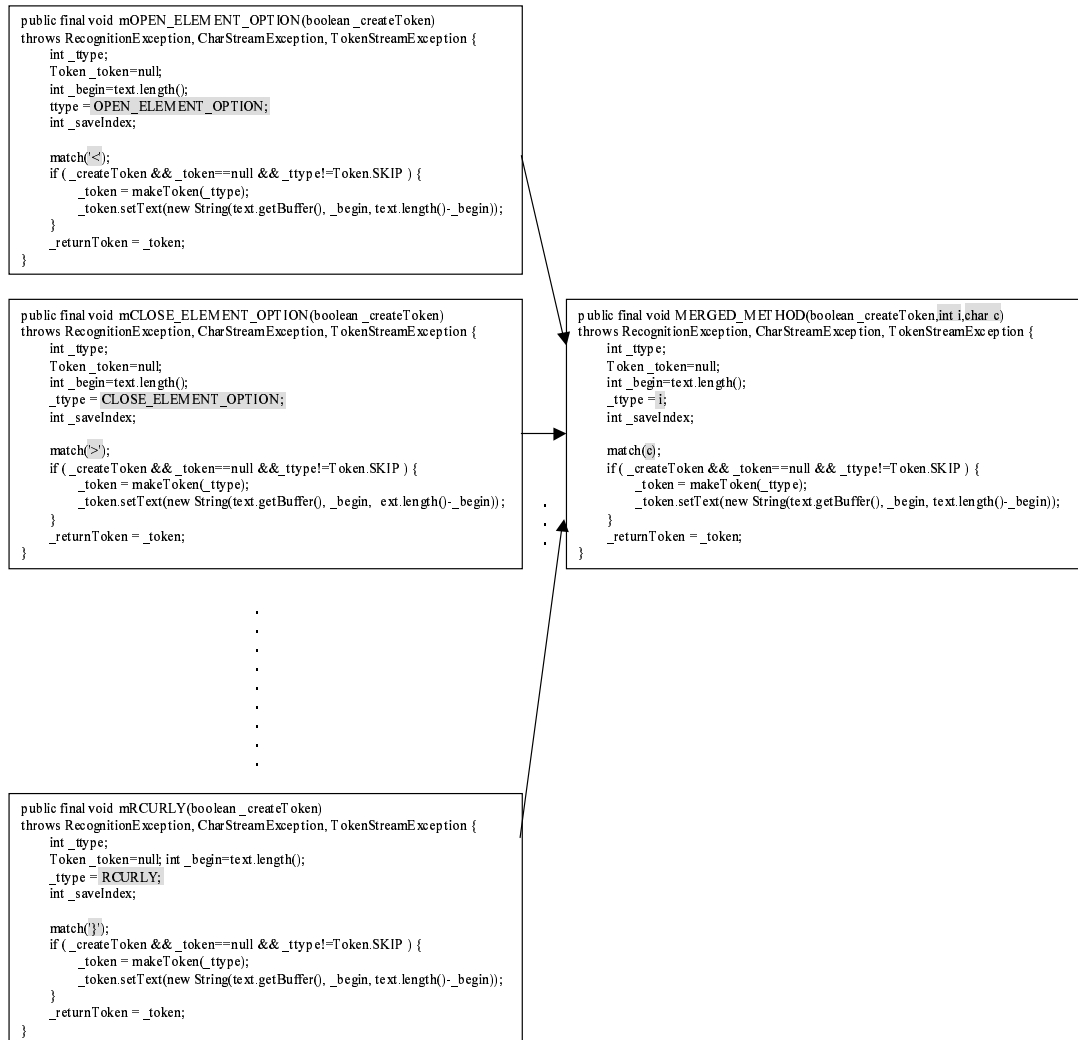 public final void mOPEN_ELEMENT_OPTION(boolean _createToken)
throws RecognitionException, CharStreamException, TokenStreamException {
int _ttype;
Token _token=null;
int _begin=text.length();
ttype = OPEN_ELEMENT_OPTION;
int _saveIndex;
match('<');
if ( _createToken && _token==null && _ttype!=Token.SKIP ) {
_token = makeToken(_ttype);
_token.setText(new String(text.getBuffer(), _begin, text.length()-_begin));
}
_returnToken = _token;
}
public final void mCLOSE_ELEMENT_OPTION(boolean _createToken)
throws RecognitionException, CharStreamException, TokenStreamException {
int _ttype;
Token _token=null;
int _begin=text.length();
_ttype = CLOSE_ELEMENT_OPTION;
int _saveIndex;
match('>');
if ( _createToken && _token==null &&_ttype!=Token.SKIP ) {
_token = makeToken(_ttype);
_token.setText(new String(text.getBuffer(), _begin, ext.length()-_begin));
}
_returnToken = _token;
}
public final void MERGED_METHOD(boolean _createToken,int i,char c)
throws RecognitionException, CharStreamException, TokenStreamException {
int _ttype;
Token _token=null;
int _begin=text.length();
_ttype = i;
int _saveIndex;
match(c);
if ( _createToken && _token==null && _ttype!=Token.SKIP ) {
_token = makeToken(_ttype);
_token.setText(new String(text.getBuffer(), _begin, text.length()-_begin));
}
_returnToken = _token;
}
public final void mRCURLY(boolean _createToken)
throws RecognitionException, CharStreamException, TokenStreamException {
int _ttype;
Token _token=null; int _begin=text.length();
_ttype = RCURLY;
int _saveIndex;
match('}');
if ( _createToken && _token==null && _ttype!=Token.SKIP ) {
_token = makeToken(_ttype);
_token.setText(new String(text.getBuffer(), _begin, text.length()-_begin));
}
_returnToken = _token;
}